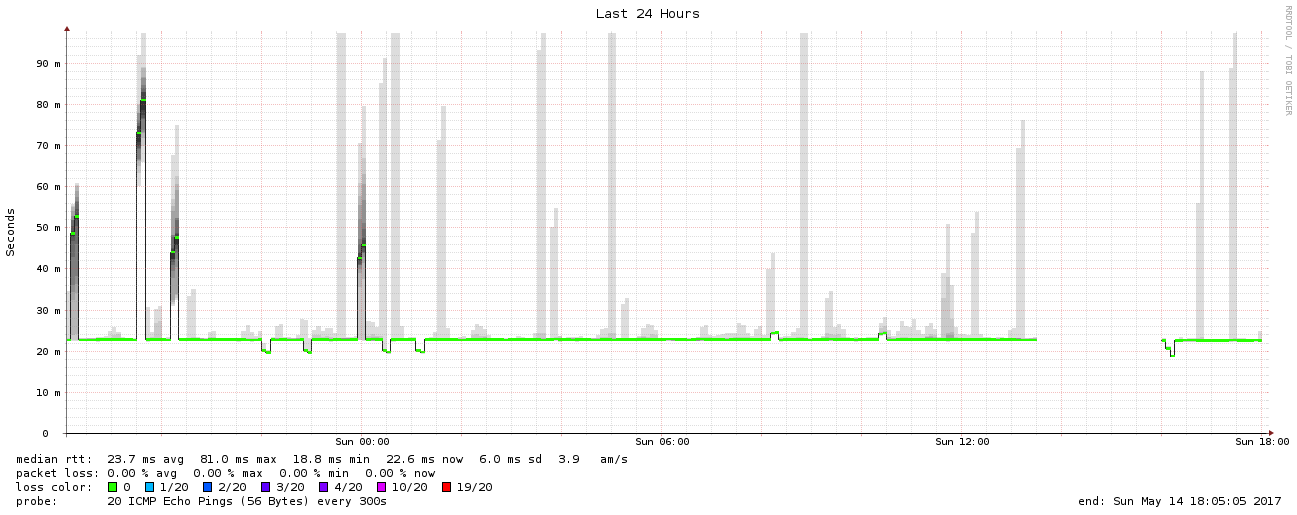 Last 24 Hours
RRDTOOL / TOBI OETIKER
Seconds
90 m
80 m
70 m
60 m
50 m
40 m
30 m
20 m
10 m
0
Sun 00:00 Sun 06:00 Sun 12:00 Sun 18:00
median rtt: 23.7 ms avg 81.0 ms max 18.8 ms min 22.6 ms now 6.0 ms sd 3.9 am/s
packet loss: 0.00 % avg 0.00 % max 0.00 % min 0.00 % now
loss color: 0 1/20 2/20 3/20 4/20 10/20 19/20
probe: 20 ICMP Echo Pings (56 Bytes) every 300s end: Sun May 14 18:05:05 2017